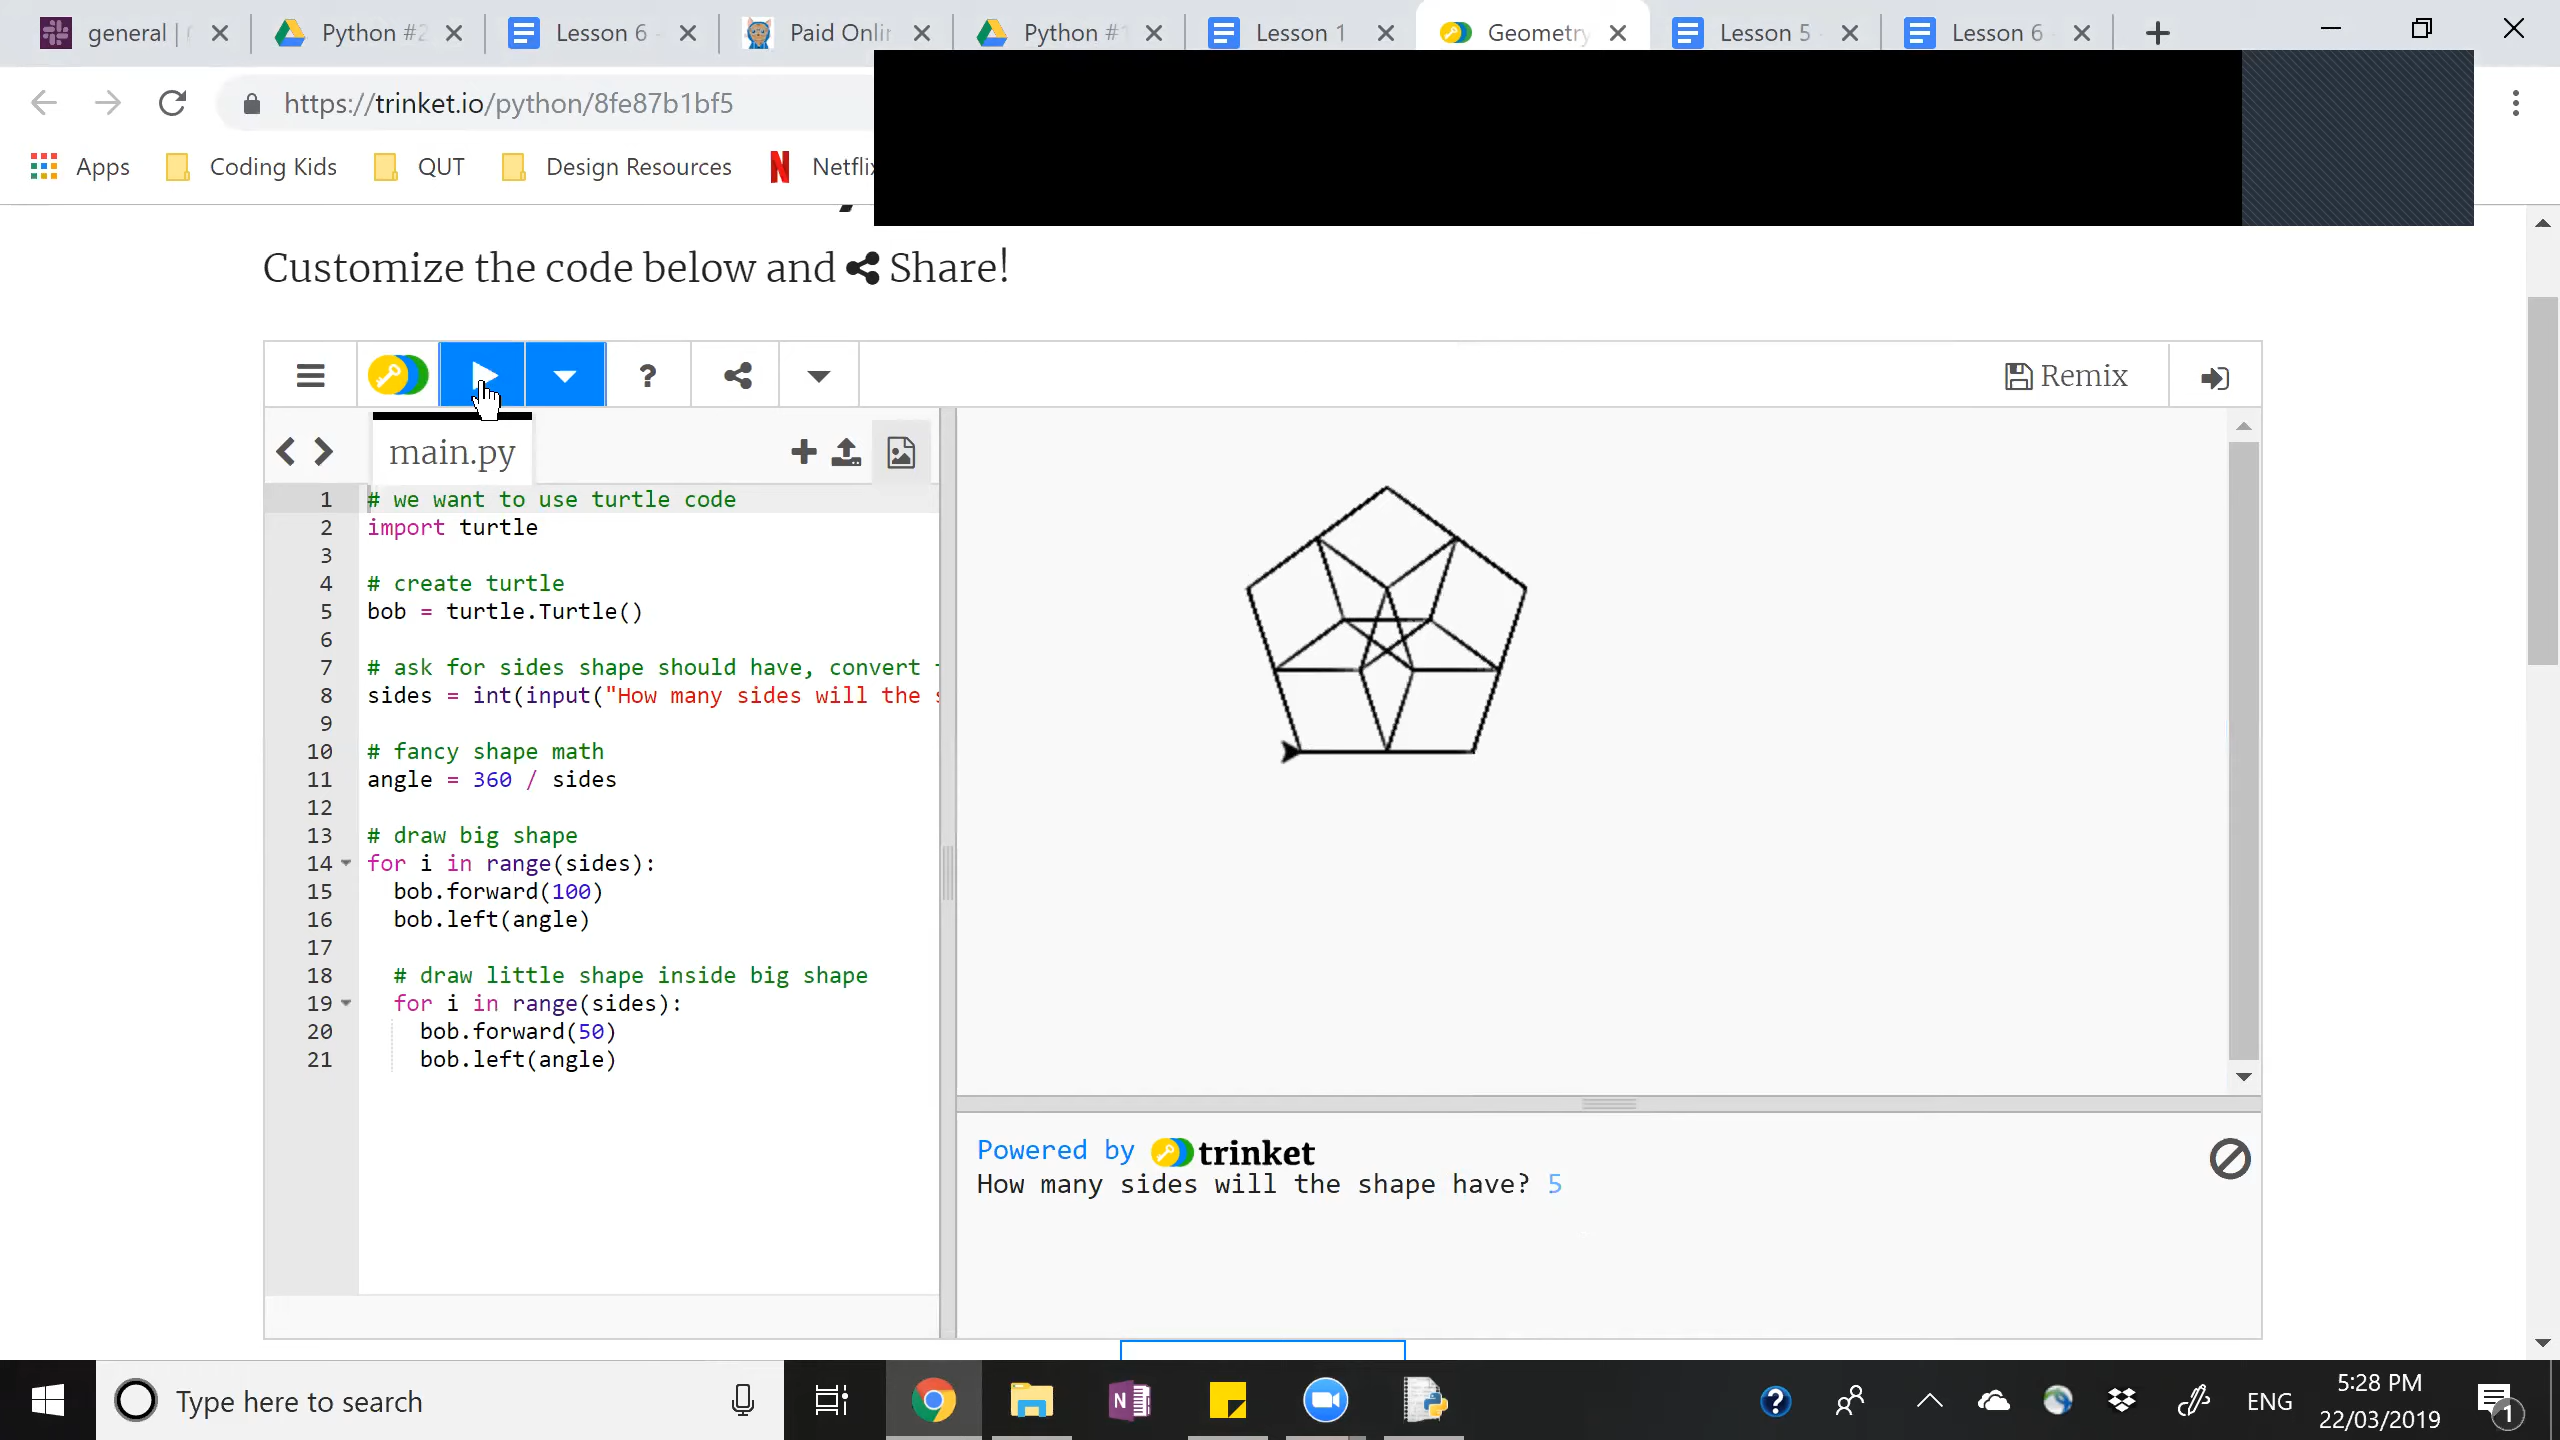 general |
Python #2
Lesson 6 -
Paid Onli
Python #1
Lesson 1
Geometry
Lesson 5 -
Lesson 6
https://trinket.io/python/8fe87b1bf5
Apps
Coding Kids
QUT
Design Resources
N Netflix
Customize the code below and Share!
?
Remix
main.py
1 # we want to use turtle code
2 import turtle
3
4 # create turtle
5 bob = turtle.Turtle()
6
7 # ask for sides shape should have, convert
8 sides = int(input("How many sides will the s
9
10 # fancy shape math
11 angle = 360 / sides
12
13 # draw big shape
14 for i in range(sides):
15 bob.forward(100)
16 bob.left(angle)
17
18 # draw little shape inside big shape
19 for i in range(sides):
20 bob.forward(50)
21 bob.left(angle)
Powered by trinket
How many sides will the shape have? 5
Type here to search
N
?
ENG
5:28 PM
22/03/2019
1